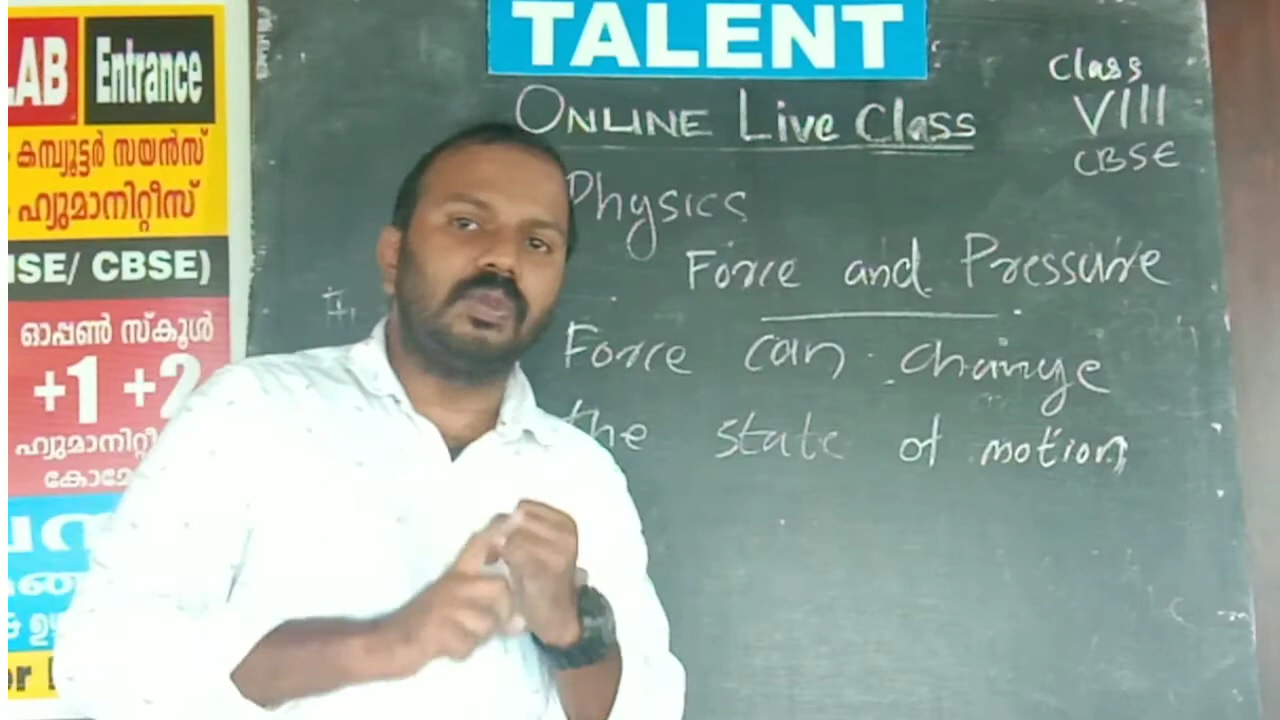 LAB Entrance
കമ്പ്യൂട്ടർ സയൻസ്
ഹ്യുമാനിറ്റീസ്
ISE/ CBSE)
ഓപ്പൺ സ്കൂൾ
+1 +2
TALENT
ONLINE Live Class
Class
VIII
CBSE
Physics
Force and Pressure
Force can change
the state of motion